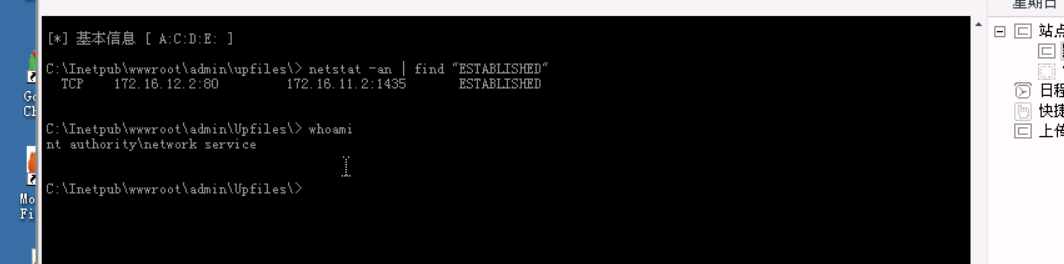 星期日
[*] 基本信息 [ A:C:D:E: ]
C:\Inetpub\wwwroot\admin\upfiles\> netstat -an | find "ESTABLISHED"
TCP 172.16.12.2:80 172.16.11.2:1435 ESTABLISHED
C:\Inetpub\wwwroot\admin\Upfiles\> whoami
nt authority\network service
C:\Inetpub\wwwroot\admin\Upfiles\>
站点
日程
快捷
上传
Go
Ch
Mo
Fi